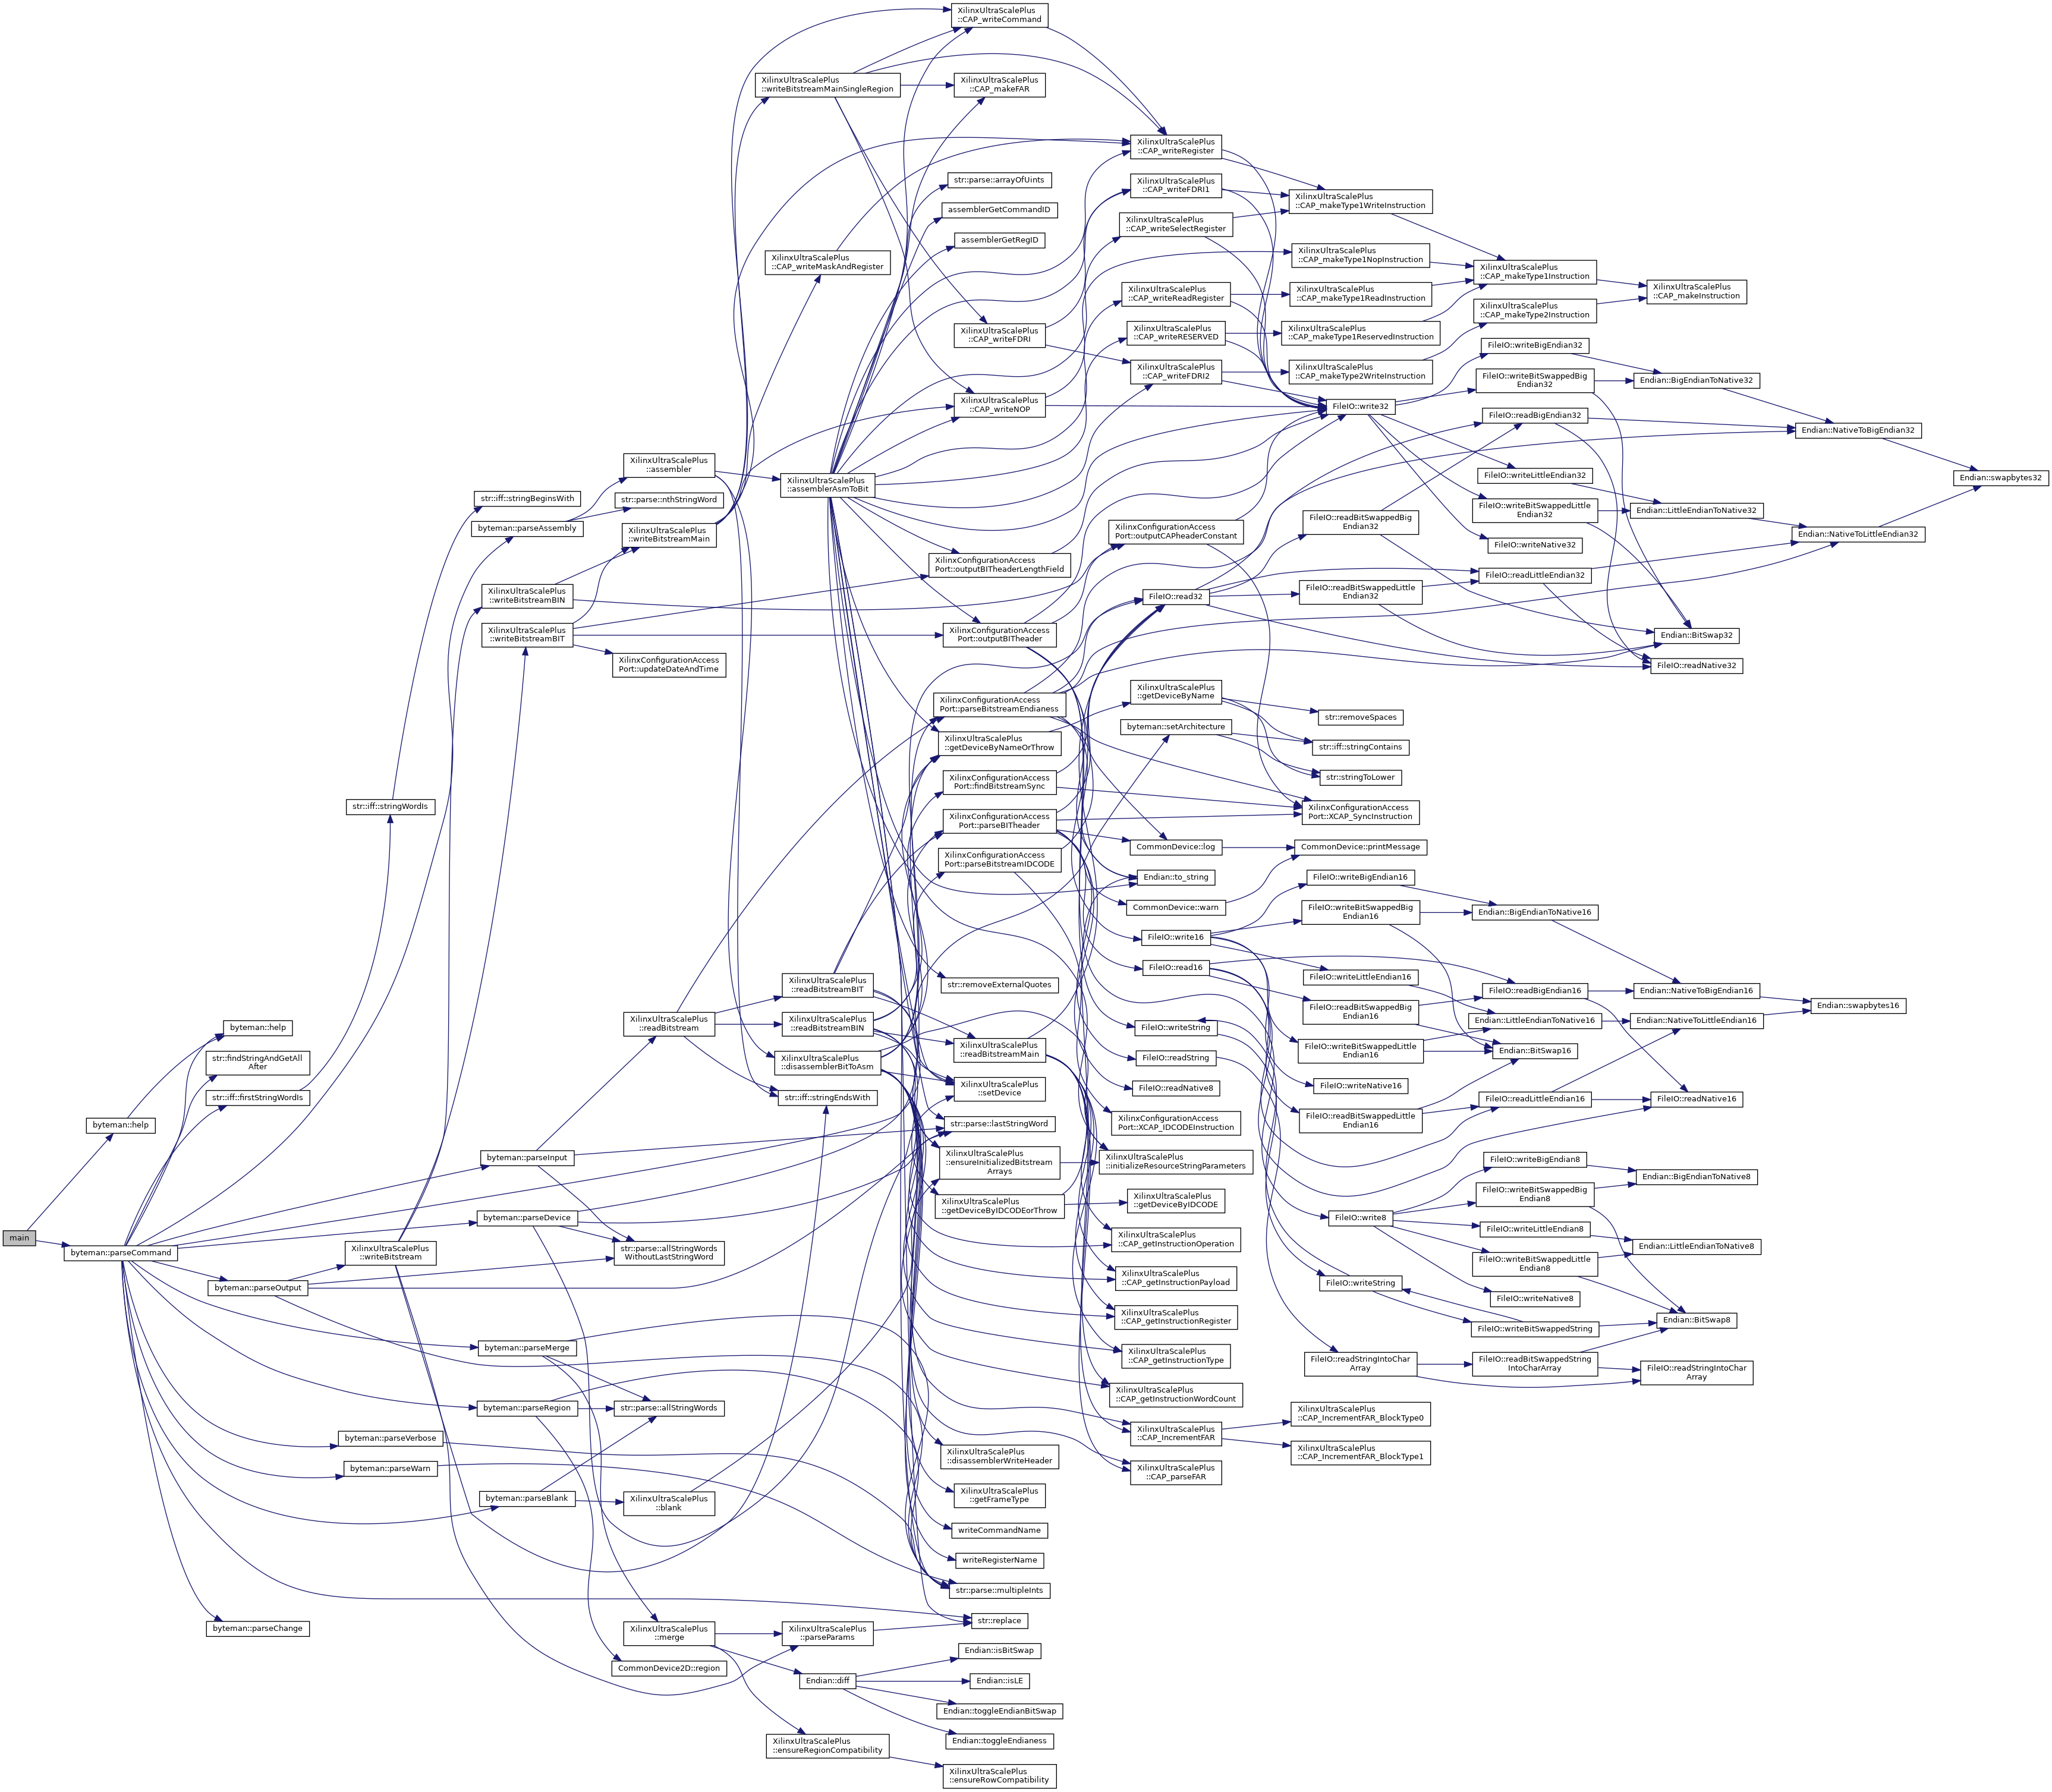 main
byteman::help
byteman::parseCommand
byteman::help
str::findStringAndGetAll
After
str::iff::firstStringWordIs
byteman::parseOutput
byteman::parseChange
str::iff::stringWordIs
XilinxUltraScalePlus
::writeBitstream
byteman::parseVerbose
byteman::parseWarn
str::iff::stringBeginsWith
byteman::parseAssembly
XilinxUltraScalePlus
::writeBitstreamBIN
XilinxUltraScalePlus
::writeBitstreamBIT
byteman::parseInput
byteman::parseDevice
byteman::parseMerge
byteman::parseRegion
byteman::parseBlank
XilinxUltraScalePlus
::assembler
str::parse::nthStringWord
XilinxUltraScalePlus
::writeBitstreamMain
XilinxConfigurationAccess
Port::updateDateAndTime
XilinxUltraScalePlus
::readBitstream
str::parse::allStringWords
WithoutLastStringWord
str::parse::allStringWords
XilinxUltraScalePlus
::blank
XilinxUltraScalePlus
::merge
CommonDevice2D::region
XilinxUltraScalePlus
::writeBitstreamMainSingleRegion
XilinxUltraScalePlus
::CAP_writeMaskAndRegister
XilinxUltraScalePlus
::assemblerAsmToBit
XilinxUltraScalePlus
::readBitstreamBIT
XilinxUltraScalePlus
::readBitstreamBIN
XilinxUltraScalePlus
::disassemblerBitToAsm
str::iff::stringEndsWith
XilinxUltraScalePlus
::parseParams
Endian::diff
XilinxUltraScalePlus
::ensureRegionCompatibility
XilinxUltraScalePlus
::CAP_writeCommand
XilinxUltraScalePlus
::CAP_makeFAR
str::parse::arrayOfUints
assemblerGetCommandID
assemblerGetRegID
XilinxUltraScalePlus
::CAP_writeFDRI
XilinxUltraScalePlus
::CAP_writeNOP
XilinxConfigurationAccess
Port::outputBITheaderLengthField
XilinxConfigurationAccess
Port::outputBITheader
XilinxConfigurationAccess
Port::parseBitstreamEndianess
XilinxUltraScalePlus
::getDeviceByNameOrThrow
XilinxConfigurationAccess
Port::findBitstreamSync
XilinxConfigurationAccess
Port::parseBITheader
XilinxConfigurationAccess
Port::parseBitstreamIDCODE
str::removeExternalQuotes
XilinxUltraScalePlus
::readBitstreamMain
XilinxUltraScalePlus
::setDevice
str::parse::lastStringWord
XilinxUltraScalePlus
::ensureInitializedBitstream
Arrays
XilinxUltraScalePlus
::getDeviceByIDCODEorThrow
XilinxUltraScalePlus
::disassemblerWriteHeader
XilinxUltraScalePlus
::getFrameType
writeCommandName
writeRegisterName
str::parse::multipleInts
str::replace
Endian::isBitSwap
Endian::isLE
Endian::toggleEndianBitSwap
Endian::toggleEndianess
XilinxUltraScalePlus
::ensureRowCompatibility
XilinxUltraScalePlus
::CAP_writeRegister
XilinxUltraScalePlus
::CAP_writeFDRI1
XilinxUltraScalePlus
::CAP_writeSelectRegister
XilinxUltraScalePlus
::CAP_writeReadRegister
XilinxUltraScalePlus
::CAP_writeRESERVED
XilinxUltraScalePlus
::CAP_writeFDRI2
XilinxConfigurationAccess
Port::outputCAPheaderConstant
FileIO::read32
XilinxUltraScalePlus
::getDeviceByName
byteman::setArchitecture
CommonDevice::log
Endian::to_string
CommonDevice::warn
FileIO::write16
FileIO::read16
FileIO::writeString
FileIO::readString
FileIO::readNative8
XilinxConfigurationAccess
Port::XCAP_IDCODEInstruction
XilinxUltraScalePlus
::initializeResourceStringParameters
XilinxUltraScalePlus
::getDeviceByIDCODE
XilinxUltraScalePlus
::CAP_getInstructionOperation
XilinxUltraScalePlus
::CAP_getInstructionPayload
XilinxUltraScalePlus
::CAP_getInstructionRegister
XilinxUltraScalePlus
::CAP_getInstructionType
XilinxUltraScalePlus
::CAP_getInstructionWordCount
XilinxUltraScalePlus
::CAP_IncrementFAR
XilinxUltraScalePlus
::CAP_parseFAR
XilinxUltraScalePlus
::CAP_makeType1WriteInstruction
XilinxUltraScalePlus
::CAP_makeType1NopInstruction
XilinxUltraScalePlus
::CAP_makeType1ReadInstruction
XilinxUltraScalePlus
::CAP_makeType1ReservedInstruction
XilinxUltraScalePlus
::CAP_makeType2WriteInstruction
FileIO::write32
FileIO::readBitSwappedBig
Endian32
FileIO::readBitSwappedLittle
Endian32
str::removeSpaces
str::iff::stringContains
str::stringToLower
XilinxConfigurationAccess
Port::XCAP_SyncInstruction
CommonDevice::printMessage
FileIO::writeBigEndian16
FileIO::writeBitSwappedBig
Endian16
FileIO::writeLittleEndian16
FileIO::readBitSwappedBig
Endian16
FileIO::writeBitSwappedLittle
Endian16
FileIO::writeNative16
FileIO::readBitSwappedLittle
Endian16
FileIO::write8
FileIO::writeString
FileIO::readStringIntoChar
Array
XilinxUltraScalePlus
::CAP_IncrementFAR_BlockType0
XilinxUltraScalePlus
::CAP_IncrementFAR_BlockType1
XilinxUltraScalePlus
::CAP_makeType1Instruction
XilinxUltraScalePlus
::CAP_makeType2Instruction
FileIO::writeBigEndian32
FileIO::writeBitSwappedBig
Endian32
FileIO::readBigEndian32
FileIO::writeLittleEndian32
FileIO::writeBitSwappedLittle
Endian32
FileIO::writeNative32
FileIO::readLittleEndian32
FileIO::readBigEndian16
Endian::LittleEndianToNative16
Endian::BigEndianToNative16
Endian::BitSwap16
FileIO::readLittleEndian16
FileIO::writeBigEndian8
FileIO::writeBitSwappedBig
Endian8
FileIO::writeLittleEndian8
FileIO::writeBitSwappedLittle
Endian8
FileIO::writeNative8
FileIO::writeBitSwappedString
FileIO::readBitSwappedString
IntoCharArray
XilinxUltraScalePlus
::CAP_makeInstruction
Endian::BigEndianToNative32
Endian::LittleEndianToNative32
Endian::BitSwap32
FileIO::readNative32
Endian::NativeToBigEndian16
Endian::NativeToLittleEndian16
FileIO::readNative16
Endian::BigEndianToNative8
Endian::LittleEndianToNative8
Endian::BitSwap8
FileIO::readStringIntoChar
Array
Endian::NativeToBigEndian32
Endian::NativeToLittleEndian32
Endian::swapbytes16
Endian::swapbytes32